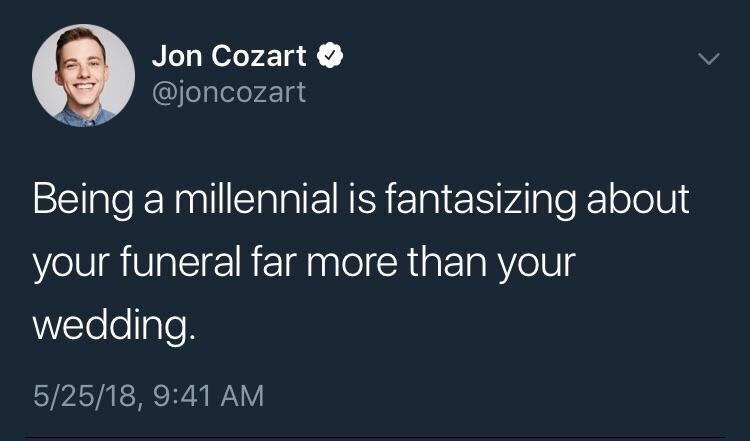 Jon Cozart
@joncozart
Being a millennial is fantasizing about
your funeral far more than your
wedding.
5/25/18, 9:41 AM